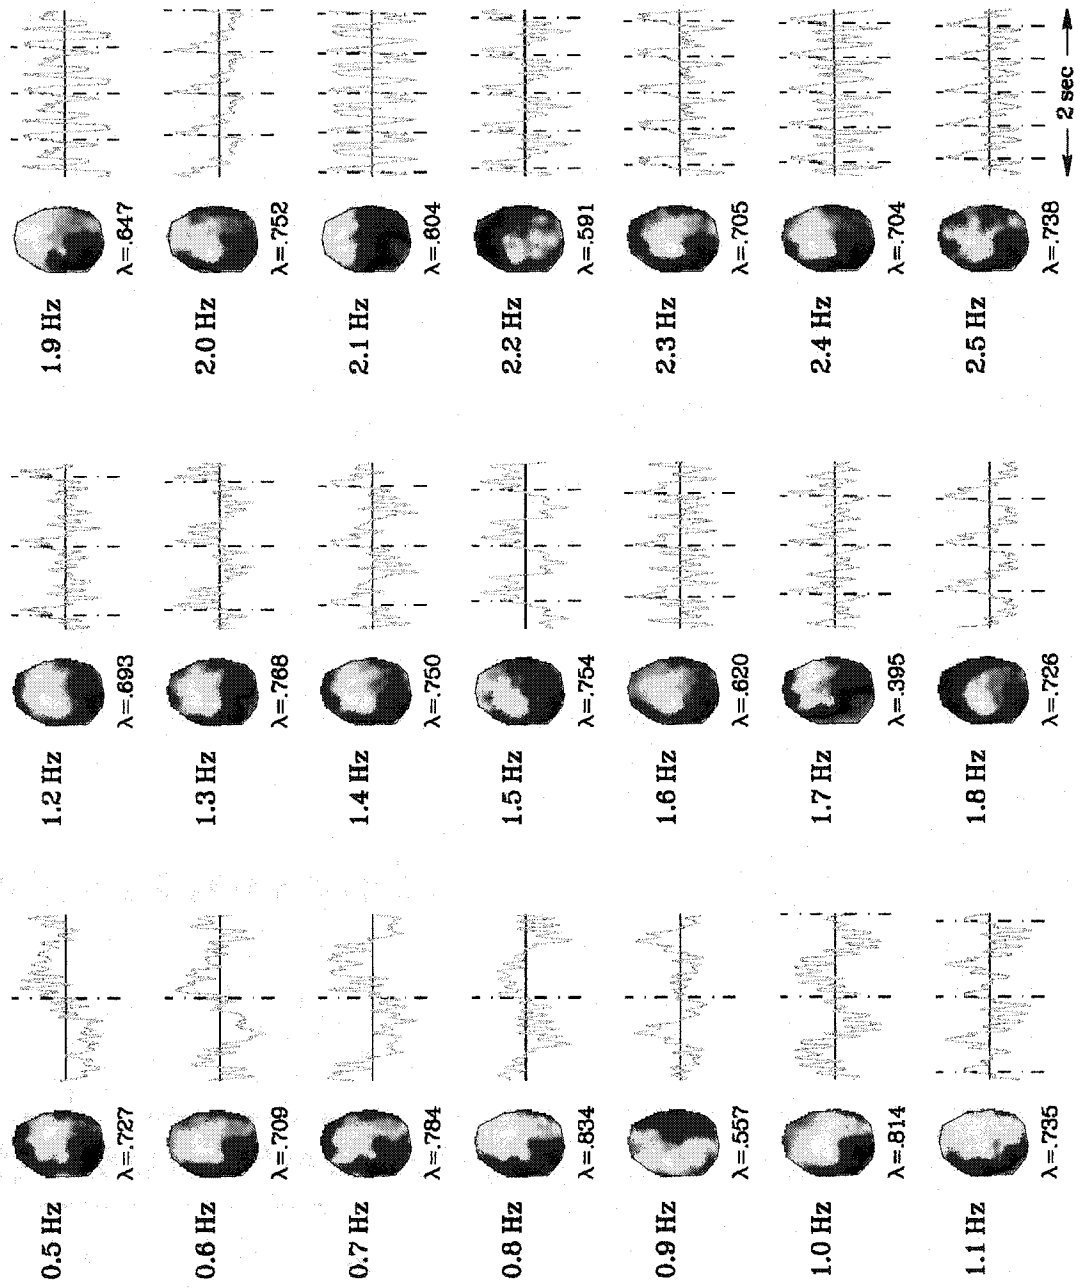 0.5 Hz
λ=.727
0.6 Hz
λ=.709
0.7 Hz
λ=.784
0.8 Hz
λ=.834
0.9 Hz
λ=.557
1.0 Hz
λ=.814
1.1 Hz
λ=.735
1.2 Hz
λ=.693
1.3 Hz
λ=.768
1.4 Hz
λ=.750
1.5 Hz
λ=.754
1.6 Hz
λ=.620
1.7 Hz
λ=.395
1.8 Hz
λ=.726
1.9 Hz
λ=.647
2.0 Hz
λ=.752
2.1 Hz
λ=.604
2.2 Hz
λ=.591
2.3 Hz
λ=.705
2.4 Hz
λ=.704
2.5 Hz
λ=.738
2 sec